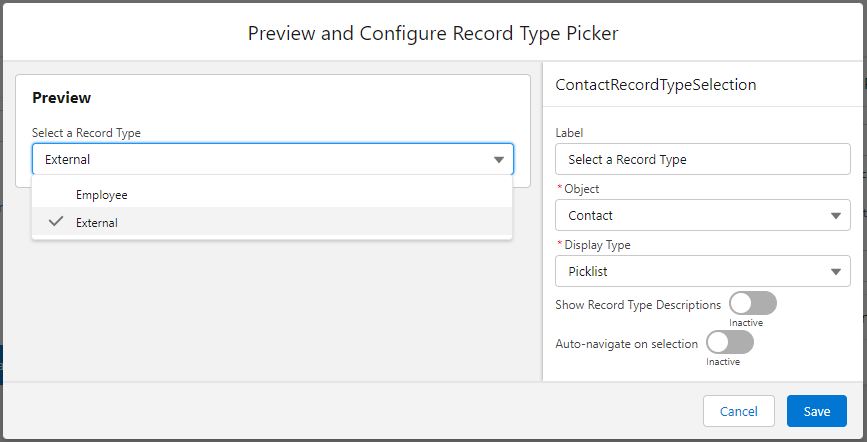 Preview and Configure Record Type Picker
Preview
Select a Record Type
External
Employee
External
ContactRecordTypeSelection
Label
Select a Record Type
* Object
Contact
* Display Type
Picklist
Show Record Type Descriptions
Inactive
Auto-navigate on selection
Inactive
Cancel
Save